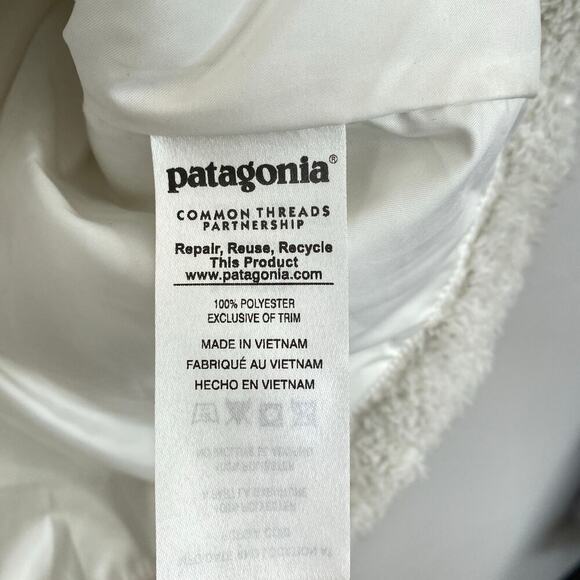 patagonia®
COMMON THREADS
PARTNERSHIP
Repair, Reuse, Recycle
This Product
www.patagonia.com
100% POLYESTER
EXCLUSIVE OF TRIM
MADE IN VIETNAM
FABRIQUÉ AU VIETNAM
HECHO EN VIETNAM